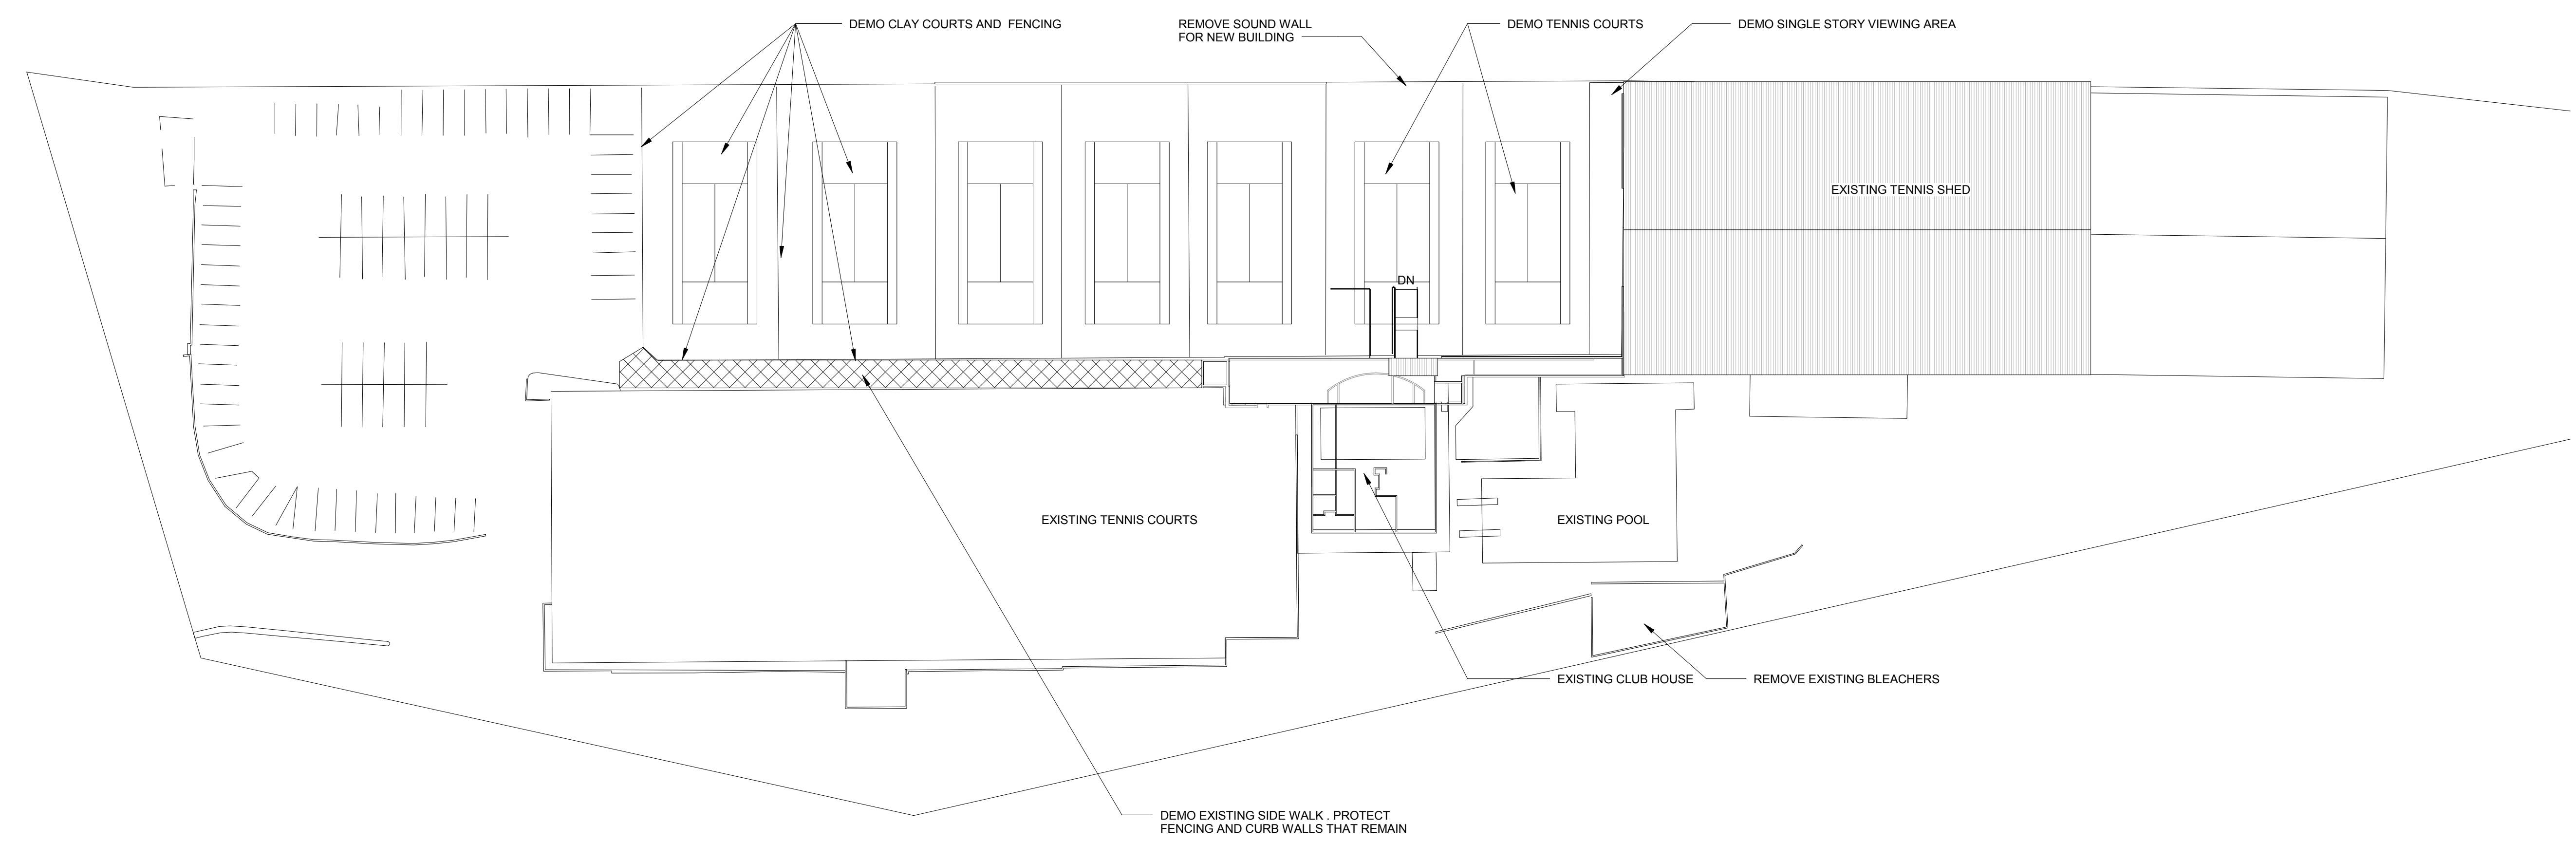 DEMO CLAY COURTS AND FENCING
REMOVE SOUND WALL
FOR NEW BUILDING
DEMO TENNIS COURTS
DEMO SINGLE STORY VIEWING AREA
EXISTING TENNIS SHED
DN
EXISTING TENNIS COURTS
EXISTING POOL
EXISTING CLUB HOUSE
REMOVE EXISTING BLEACHERS
DEMO EXISTING SIDE WALK . PROTECT
FENCING AND CURB WALLS THAT REMAIN